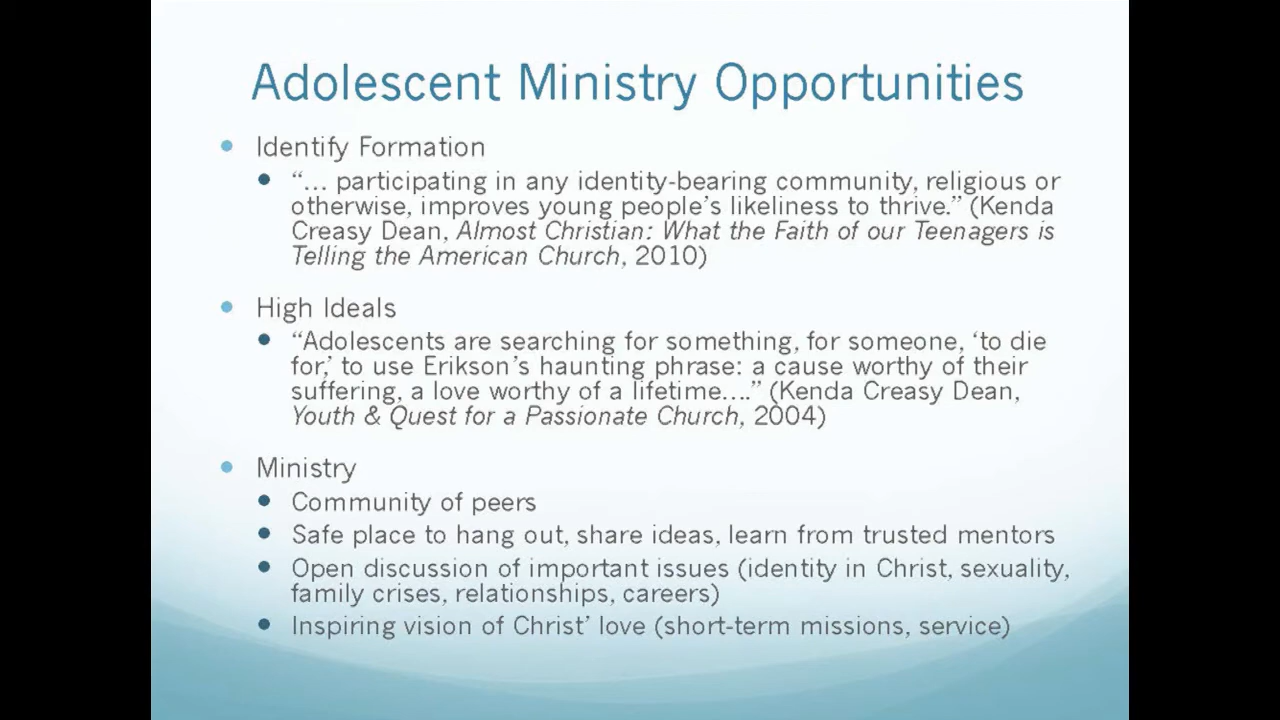 Adolescent Ministry Opportunities
Identify Formation
“… participating in any identity-bearing community, religious or
otherwise, improves young people’s likeliness to thrive.” (Kenda
Creasy Dean, Almost Christian: What the Faith of our Teenagers is
Telling the American Church, 2010)
High Ideals
“Adolescents are searching for something, for someone, ‘to die
for,’ to use Erikson’s haunting phrase: a cause worthy of their
suffering, a love worthy of a lifetime….” (Kenda Creasy Dean,
Youth & Quest for a Passionate Church, 2004)
Ministry
Community of peers
Safe place to hang out, share ideas, learn from trusted mentors
Open discussion of important issues (identity in Christ, sexuality,
family crises, relationships, careers)
Inspiring vision of Christ’ love (short-term missions, service)